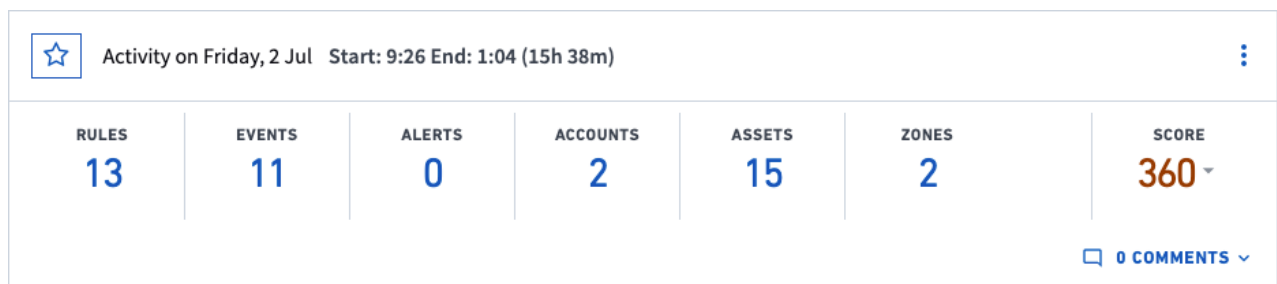 Activity on Friday, 2 Jul Start: 9:26 End: 1:04 (15h 38m)
RULES EVENTS ALERTS ACCOUNTS ASSETS ZONES SCORE
13 11 0 2 15 2 360
0 COMMENTS